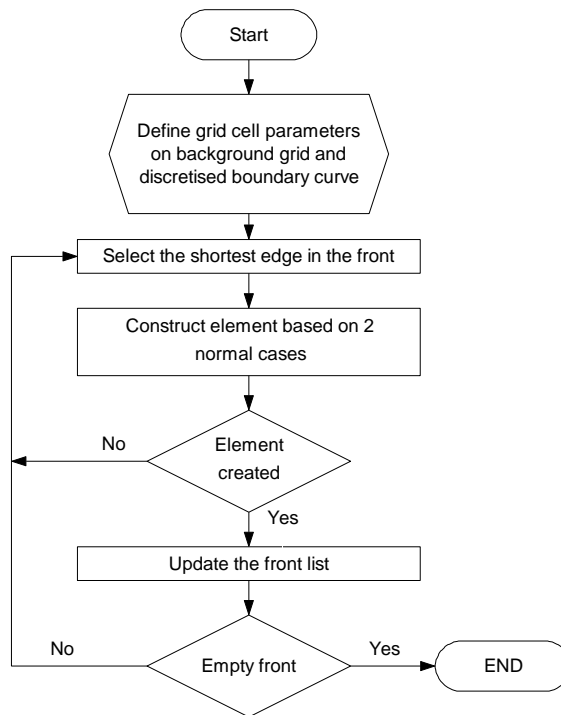 Start
Define grid cell parameters
on background grid and
discretised boundary curve
Select the shortest edge in the front
Construct element based on 2
normal cases
No
Element
created
Yes
Update the front list
No
Empty front
Yes
END